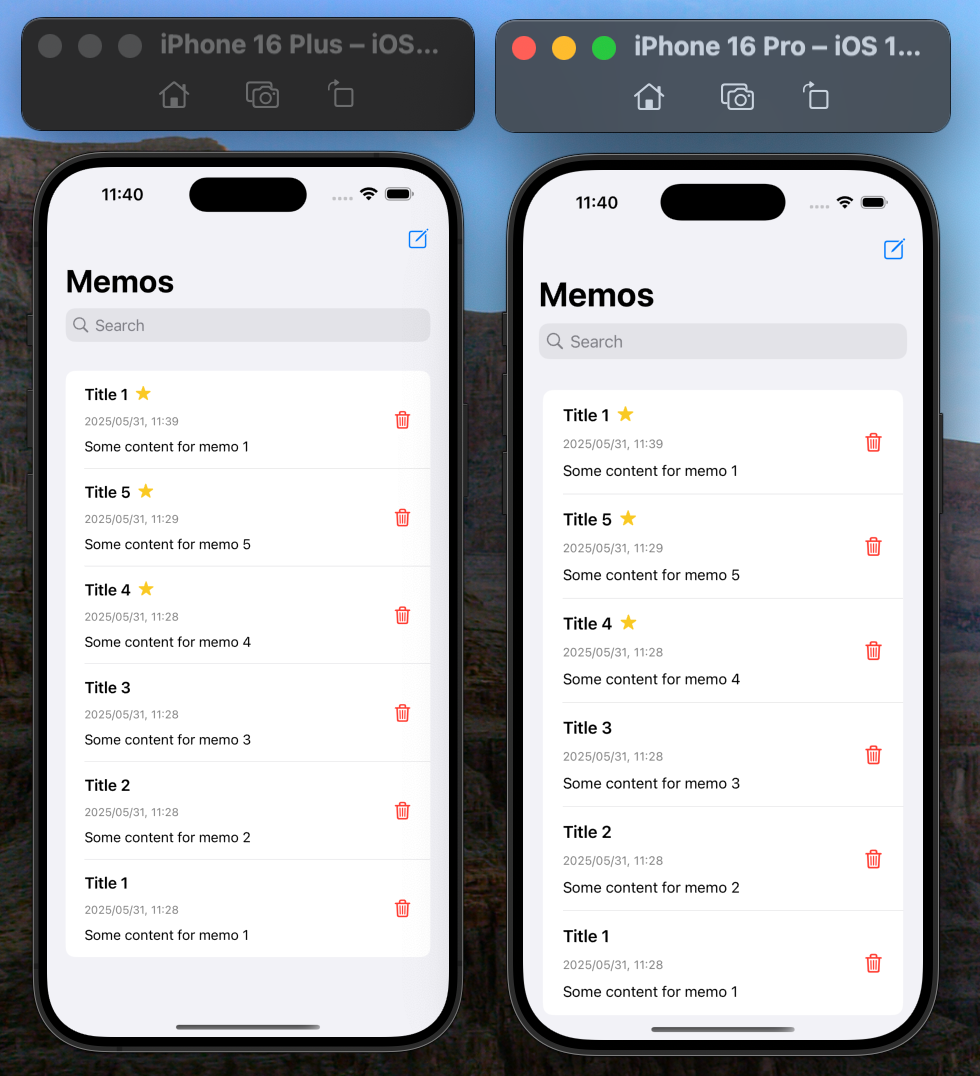 iPhone 16 Plus – iOS...
11:40
Memos
Search
Title 1
2025/05/31, 11:39
Some content for memo 1
Title 5
2025/05/31, 11:29
Some content for memo 5
Title 4
2025/05/31, 11:28
Some content for memo 4
Title 3
2025/05/31, 11:28
Some content for memo 3
Title 2
2025/05/31, 11:28
Some content for memo 2
Title 1
2025/05/31, 11:28
Some content for memo 1
iPhone 16 Pro – iOS 1...
11:40
Memos
Search
Title 1
2025/05/31, 11:39
Some content for memo 1
Title 5
2025/05/31, 11:29
Some content for memo 5
Title 4
2025/05/31, 11:28
Some content for memo 4
Title 3
2025/05/31, 11:28
Some content for memo 3
Title 2
2025/05/31, 11:28
Some content for memo 2
Title 1
2025/05/31, 11:28
Some content for memo 1